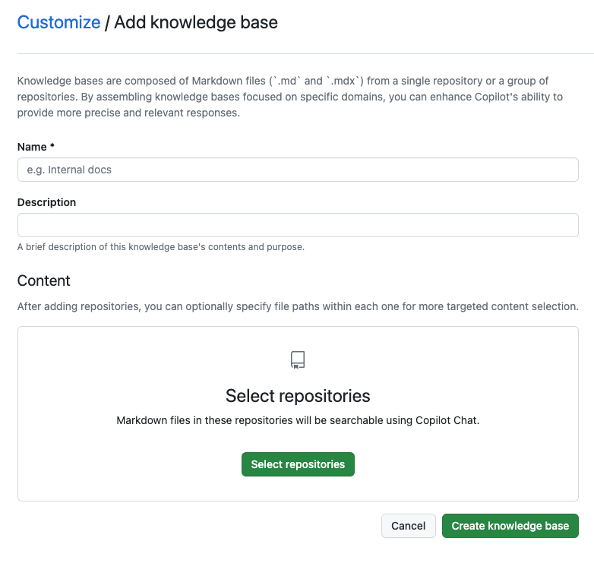 Customize / Add knowledge base
Knowledge bases are composed of Markdown files (`.md` and `.mdx`) from a single repository or a group of
repositories. By assembling knowledge bases focused on specific domains, you can enhance Copilot's ability to
provide more precise and relevant responses.
Name *
e.g. Internal docs
Description
A brief description of this knowledge base's contents and purpose.
Content
After adding repositories, you can optionally specify file paths within each one for more targeted content selection.
Select repositories
Markdown files in these repositories will be searchable using Copilot Chat.
Select repositories
Cancel Create knowledge base